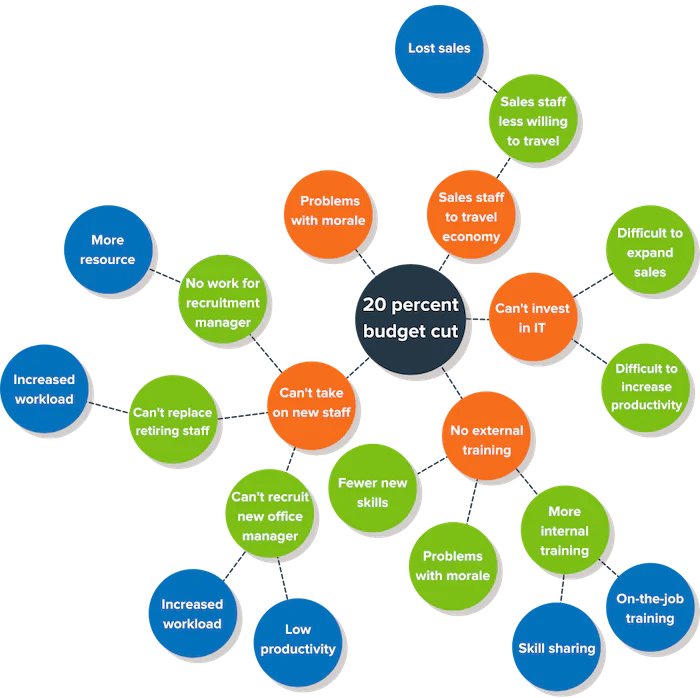 Lost sales
Sales staff
less willing
to travel
Problems
with morale
Sales staff
to travel
economy
More
resource
Difficult to
expand
sales
No work for
recruitment
manager
20 percent
budget cut
Can't invest
in IT
Increased
workload
Can't replace
retiring staff
Can't take
on new staff
Difficult to
increase
productivity
No external
training
Fewer new
skills
Can't recruit
new office
manager
More
internal
training
Problems
with morale
Increased
workload
Low
productivity
On-the-job
training
Skill sharing